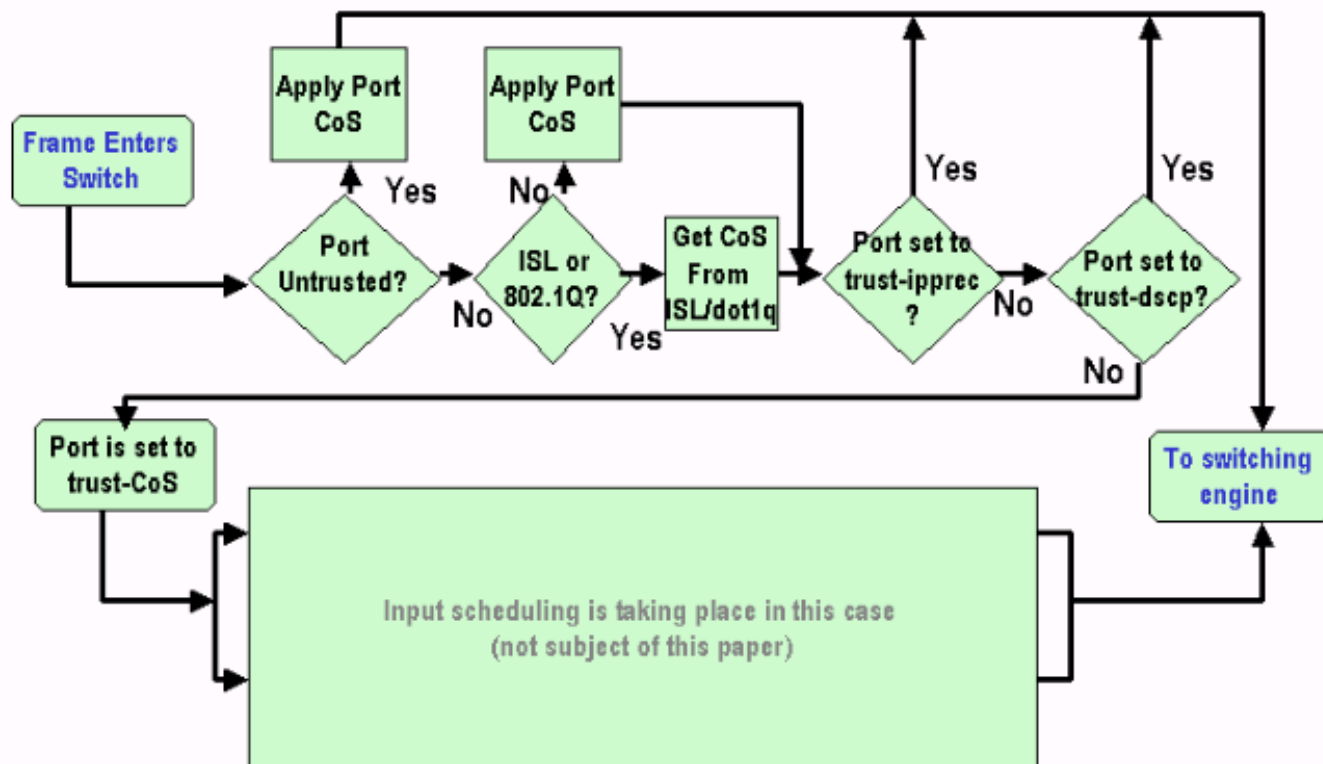 Apply Port
CoS
Apply Port
CoS
Frame Enters
Switch
Yes
No
Yes
Yes
Port
Untrusted?
No
ISL or
802.1Q?
Yes
Get CoS
From
ISL/dot1q
Port set to
trust-ipprec
?
No
Port set to
trust-dscp?
No
Port is set to
trust-CoS
To switching
engine
Input scheduling is taking place in this case
(not subject of this paper)